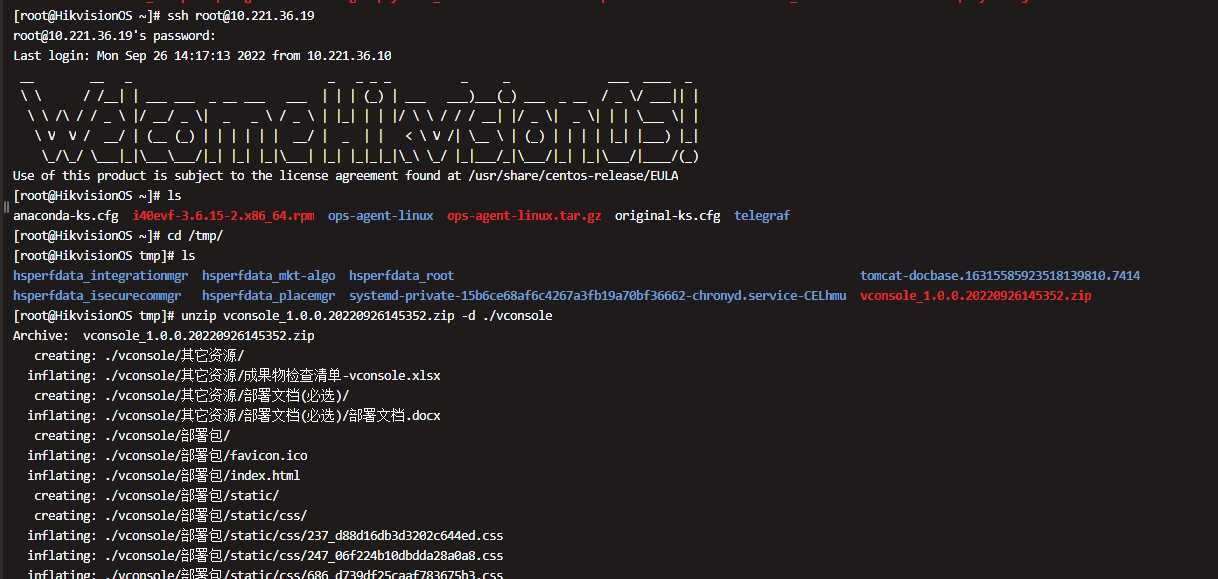 [root@HikvisionOS ~]# ssh root@10.221.36.19
root@10.221.36.19's password:
Last login: Mon Sep 26 14:17:13 2022 from 10.221.36.10
Welcome HikvisionOS!
Use of this product is subject to the license agreement found at /usr/share/centos-release/EULA
[root@HikvisionOS ~]# ls
anaconda-ks.cfg i40evf-3.6.15-2.x86_64.rpm ops-agent-linux ops-agent-linux.tar.gz original-ks.cfg telegraf
[root@HikvisionOS ~]# cd /tmp/
[root@HikvisionOS tmp]# ls
hsperfdata_integrationmgr hsperfdata_mkt-algo hsperfdata_root tomcat-docbase.16315585923518139810.7414
hsperfdata_isecurecommgr hsperfdata_placemgr systemd-private-15b6ce68af6c4267a3fb19a70bf36662-chronyd.service-CELhmu vconsole_1.0.0.20220926145352.zip
[root@HikvisionOS tmp]# unzip vconsole_1.0.0.20220926145352.zip -d ./vconsole
Archive: vconsole_1.0.0.20220926145352.zip
creating: ./vconsole/其它资源/
inflating: ./vconsole/其它资源/成果物检查清单-vconsole.xlsx
creating: ./vconsole/其它资源/部署文档(必选)/
inflating: ./vconsole/其它资源/部署文档(必选)/部署文档.docx
creating: ./vconsole/部署包/
inflating: ./vconsole/部署包/favicon.ico
inflating: ./vconsole/部署包/index.html
creating: ./vconsole/部署包/static/
creating: ./vconsole/部署包/static/css/
inflating: ./vconsole/部署包/static/css/237_d88d16db3d3202c644ed.css
inflating: ./vconsole/部署包/static/css/247_06f224b10dbdda28a0a8.css
inflating: ./vconsole/部署包/static/css/686_d739df25caaf783675b3.css